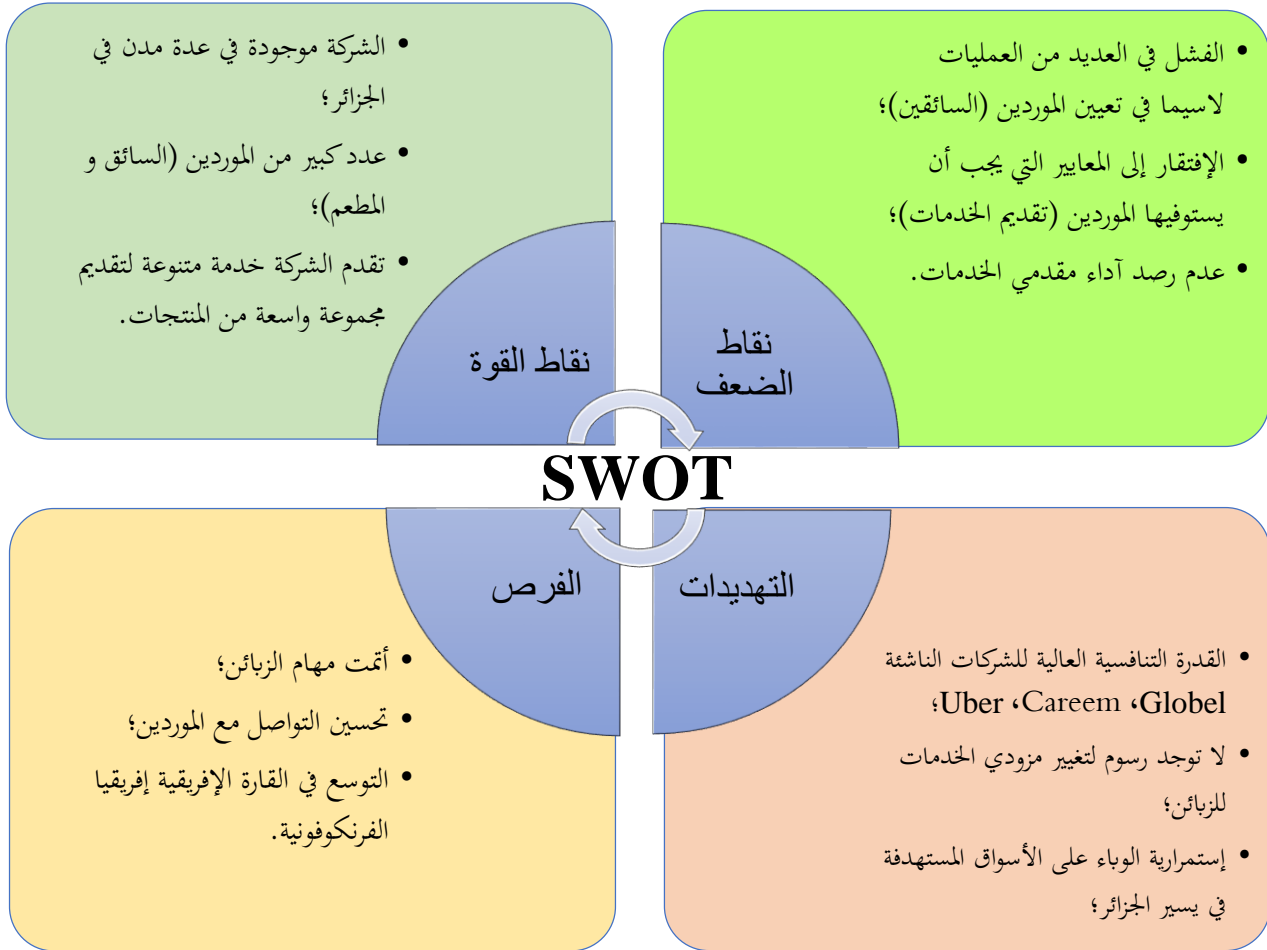 • الشركة موجودة في عدة مدن في
الجزائر؛
• عدد كبير من الموردين (السائق و
المطعم)؛
• تقدم الشركة خدمة متنوعة لتقديم
مجموعة واسعة من المنتجات.
نقاط القوة
• الفشل في العديد من العمليات
لاسيما في تعيين الموردين (السائقين)؛
• الإفتقار إلى المعايير التي يجب أن
يستوفيها الموردين (تقديم الخدمات)؛
• عدم رصد آداء مقدمي الخدمات.
نقاط
الضعف
SWOT
الفرص
• أتمت مهام الزبائن؛
• تحسين التواصل مع الموردين؛
• التوسع في القارة الإفريقية إفريقيا
الفرنكوفونية.
التهديدات
• القدرة التنافسية العالية للشركات الناشئة
Globel، Careem، Uber؛
• لا توجد رسوم لتغيير مزودي الخدمات
للزبائن؛
• إستمرارية الوباء على الأسواق المستهدفة
في يسير الجزائر؛